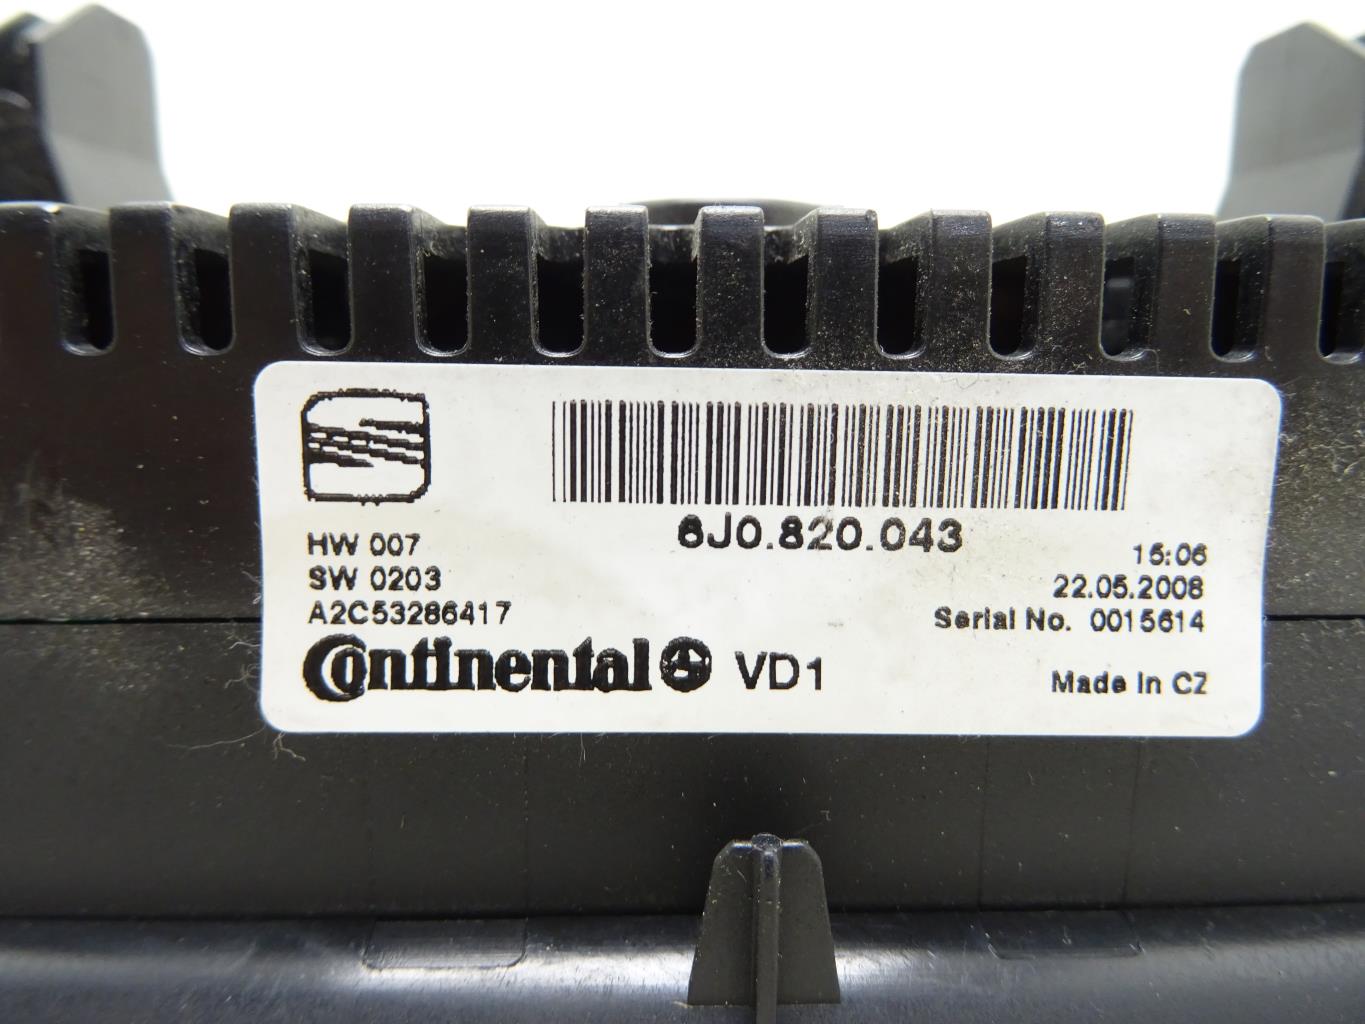 6J0.820.043
HW 007
SW 0203
A2C53286417
15:06
22.05.2008
Serial No. 0015614
Continental VD1
Made in CZ